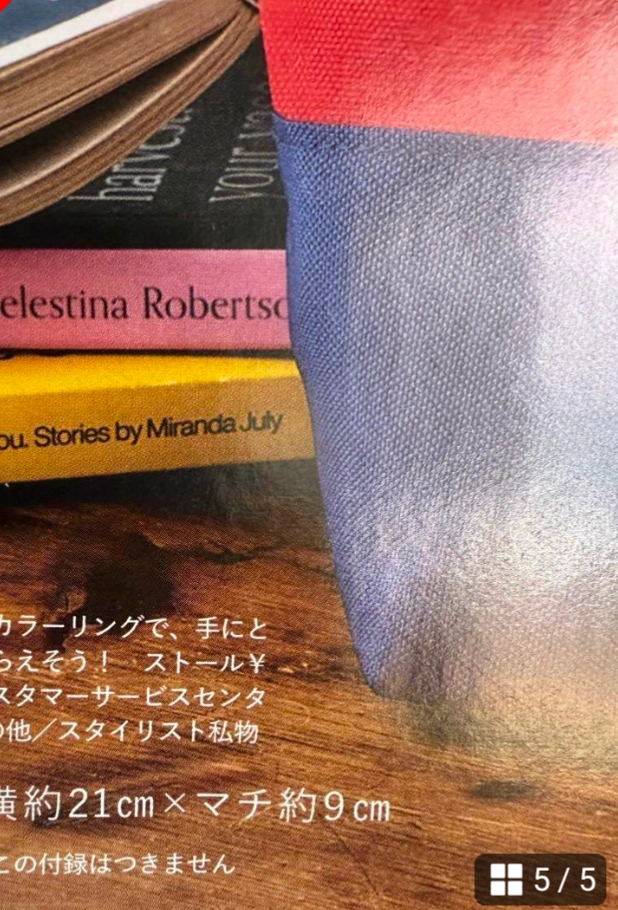 harvest
your
elestina Robertso
ou. Stories by Miranda July
カラーリングで、手にと
らえそう！　ストール¥
スタマーサービスセンタ
の他／スタイリスト私物
横約21cm×マチ約9cm
この付録はつきません
5 / 5